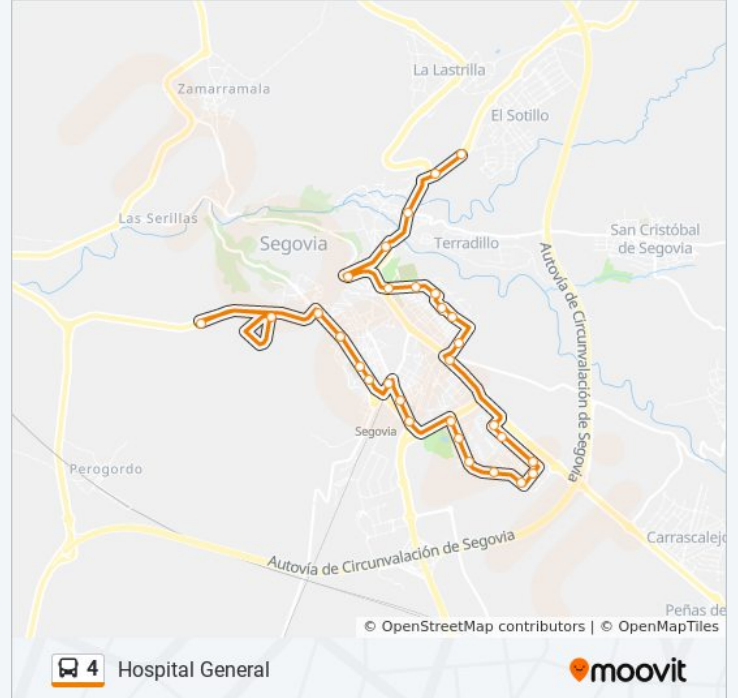 La Lastrilla
Zamarramala
El Sotillo
Las Serillas
Segovia
Terradillo
San Cristóbal
de Segovia
Autovía de Circunvalación de Segovia
Segovia
Perogordo
Autovía de Circunvalación de Segovia
Carrascalejo
Peñas de
© OpenStreetMap contributors | © OpenMapTiles
4 Hospital General
moovit